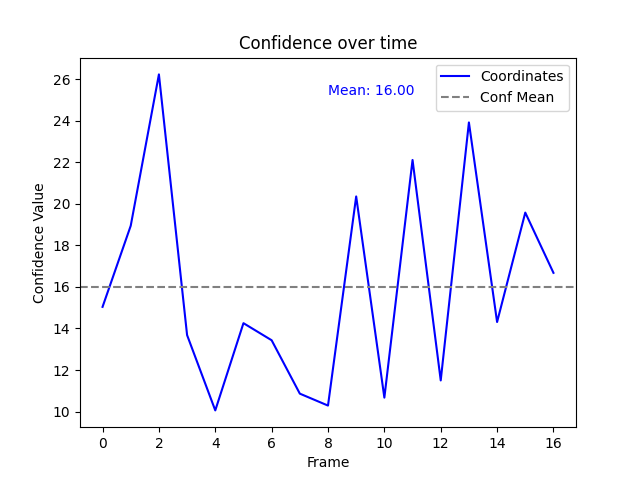 Confidence over time
Mean: 16.00
Coordinates
Conf Mean
Confidence Value
26
24
22
20
18
16
14
12
10
0 2 4 6 8 10 12 14 16
Frame